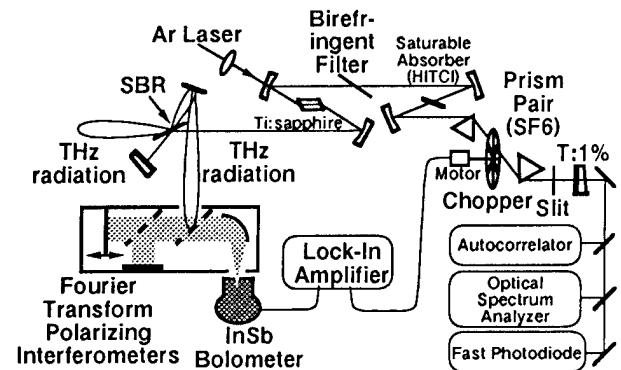 Ar Laser
Birefr-
ingent
Filter
Saturable
Absorber
(HITCI)
Prism
Pair
(SF6)
SBR
Ti:sapphire
T:1%
THz
radiation
THz
radiation
Motor
Chopper
Slit
Lock-In
Amplifier
Autocorrelator
Optical
Spectrum
Analyzer
Fast Photodiode
Fourier
Transform
Polarizing
Interferometers
InSb
Bolometer